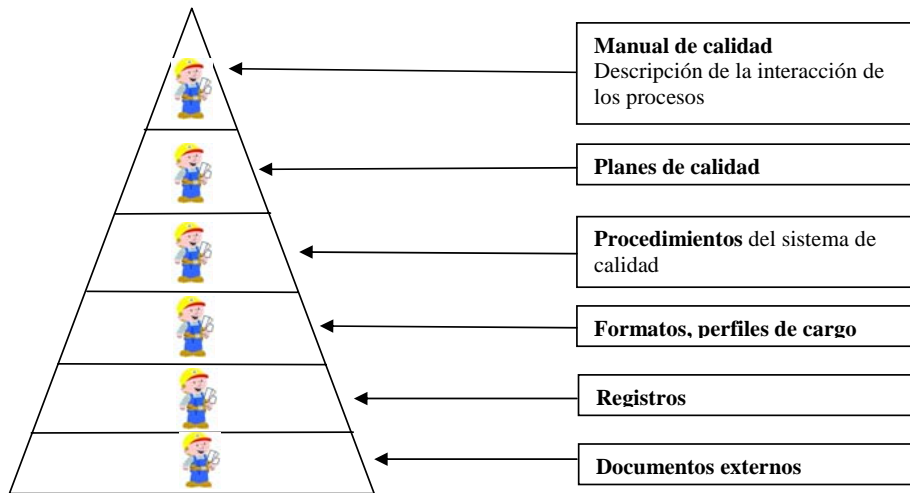 Manual de calidad
Descripción de la interacción de
los procesos
Planes de calidad
Procedimientos del sistema de
calidad
Formatos, perfiles de cargo
Registros
Documentos externos